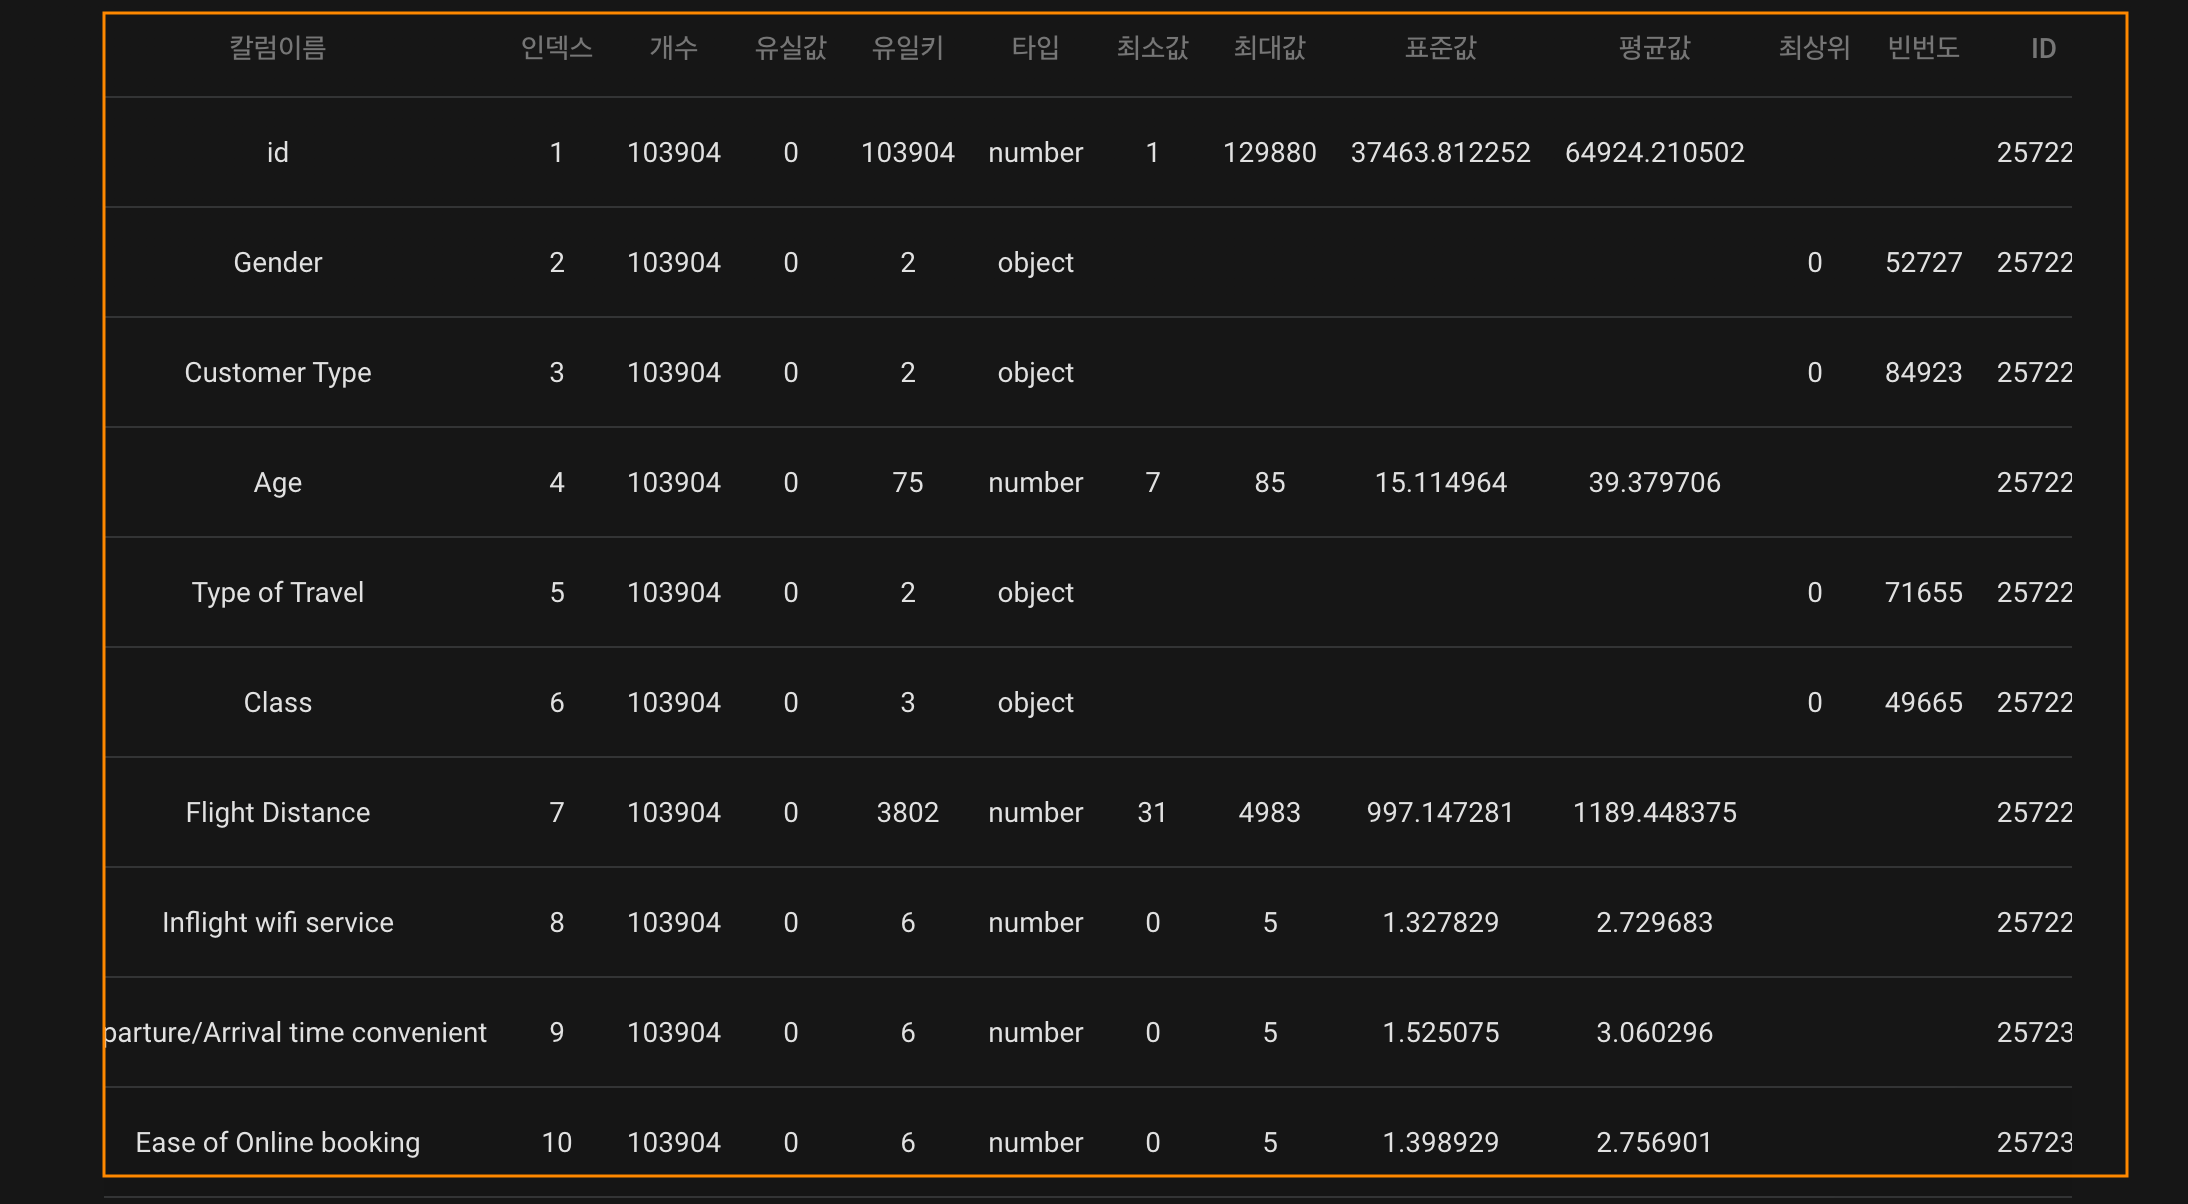 칼럼이름 인덱스 개수 유실값 유일키 타입 최소값 최대값 표준값 평균값 최상위 빈번도 ID
id 1 103904 0 103904 number 1 129880 37463.812252 64924.210502 25722
Gender 2 103904 0 2 object 0 52727 25722
Customer Type 3 103904 0 2 object 0 84923 25722
Age 4 103904 0 75 number 7 85 15.114964 39.379706 25722
Type of Travel 5 103904 0 2 object 0 71655 25722
Class 6 103904 0 3 object 0 49665 25722
Flight Distance 7 103904 0 3802 number 31 4983 997.147281 1189.448375 25722
Inflight wifi service 8 103904 0 6 number 0 5 1.327829 2.729683 25722
parture/Arrival time convenient 9 103904 0 6 number 0 5 1.525075 3.060296 25723
Ease of Online booking 10 103904 0 6 number 0 5 1.398929 2.756901 25723